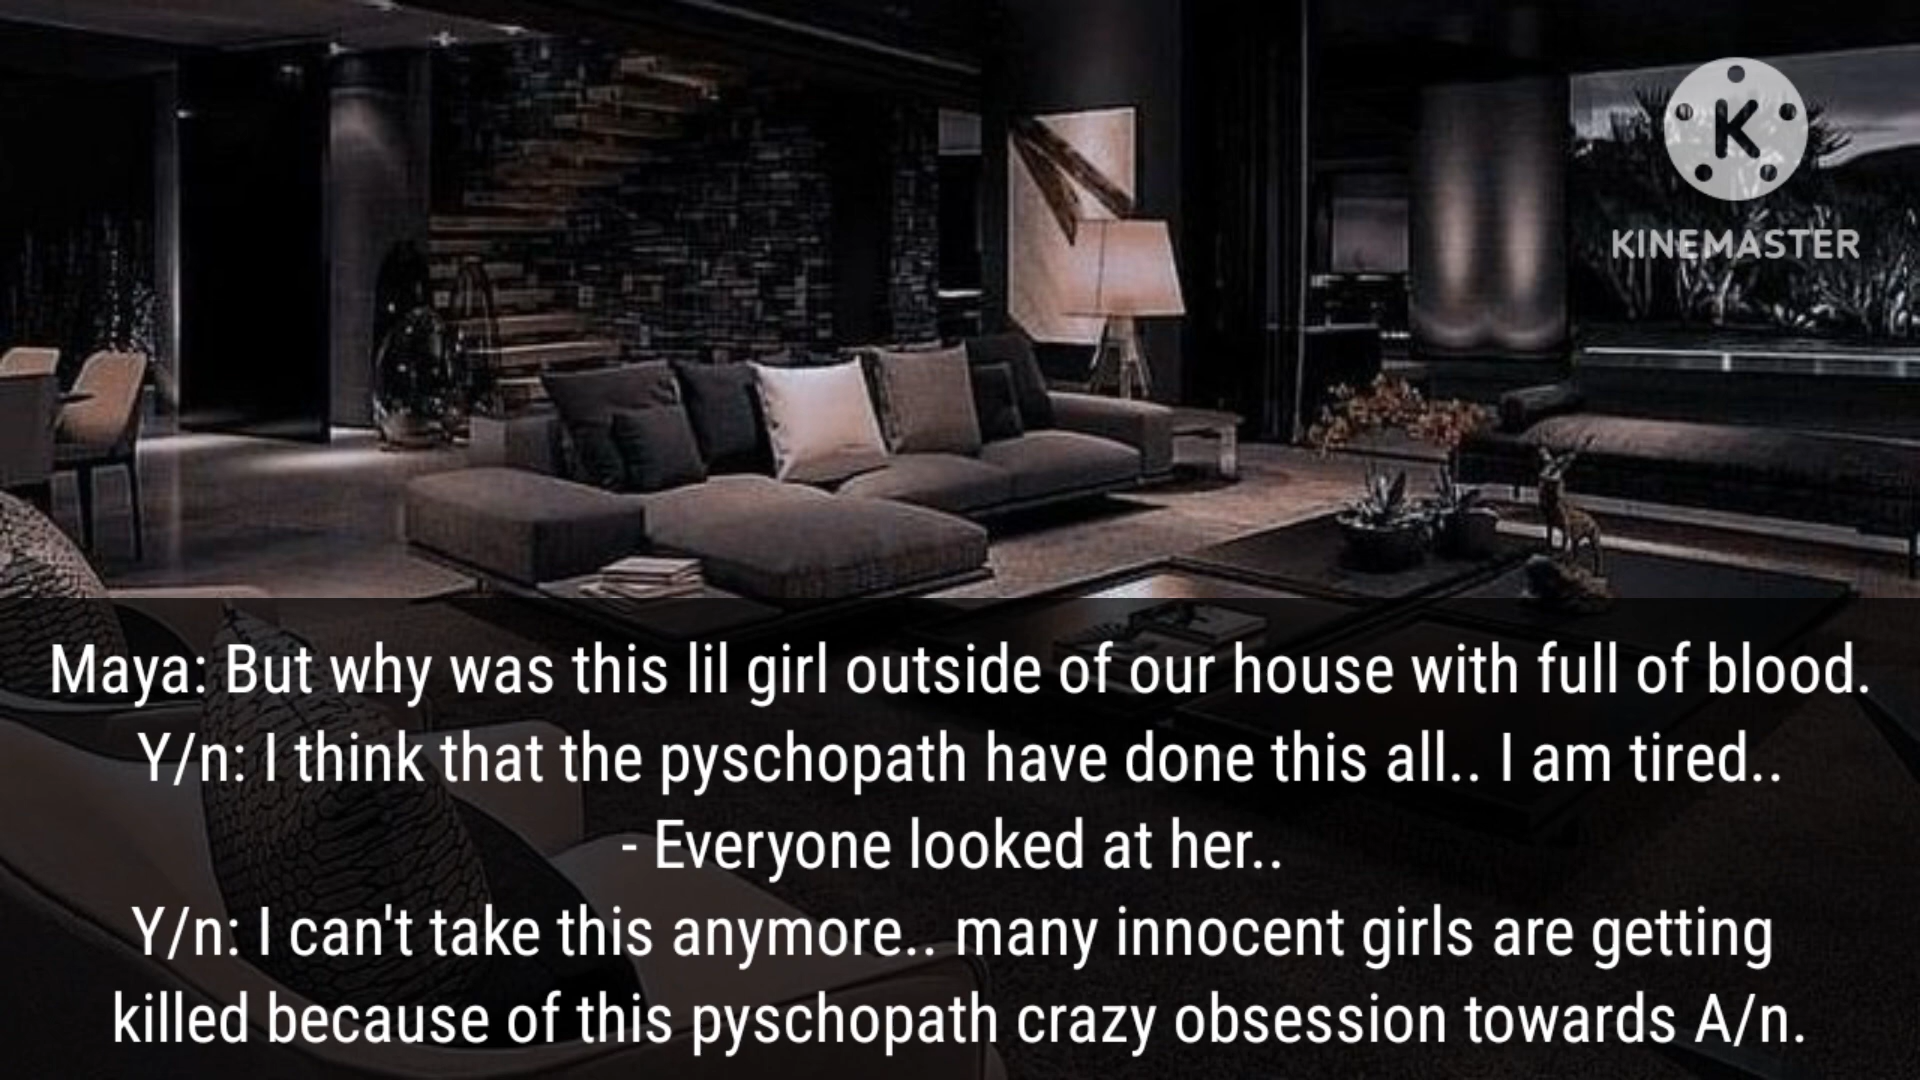 K
KINEMASTER
Maya: But why was this lil girl outside of our house with full of blood.
Y/n: I think that the pyschopath have done this all.. I am tired..
- Everyone looked at her..
Y/n: I can't take this anymore.. many innocent girls are getting
killed because of this pyschopath crazy obsession towards A/n.